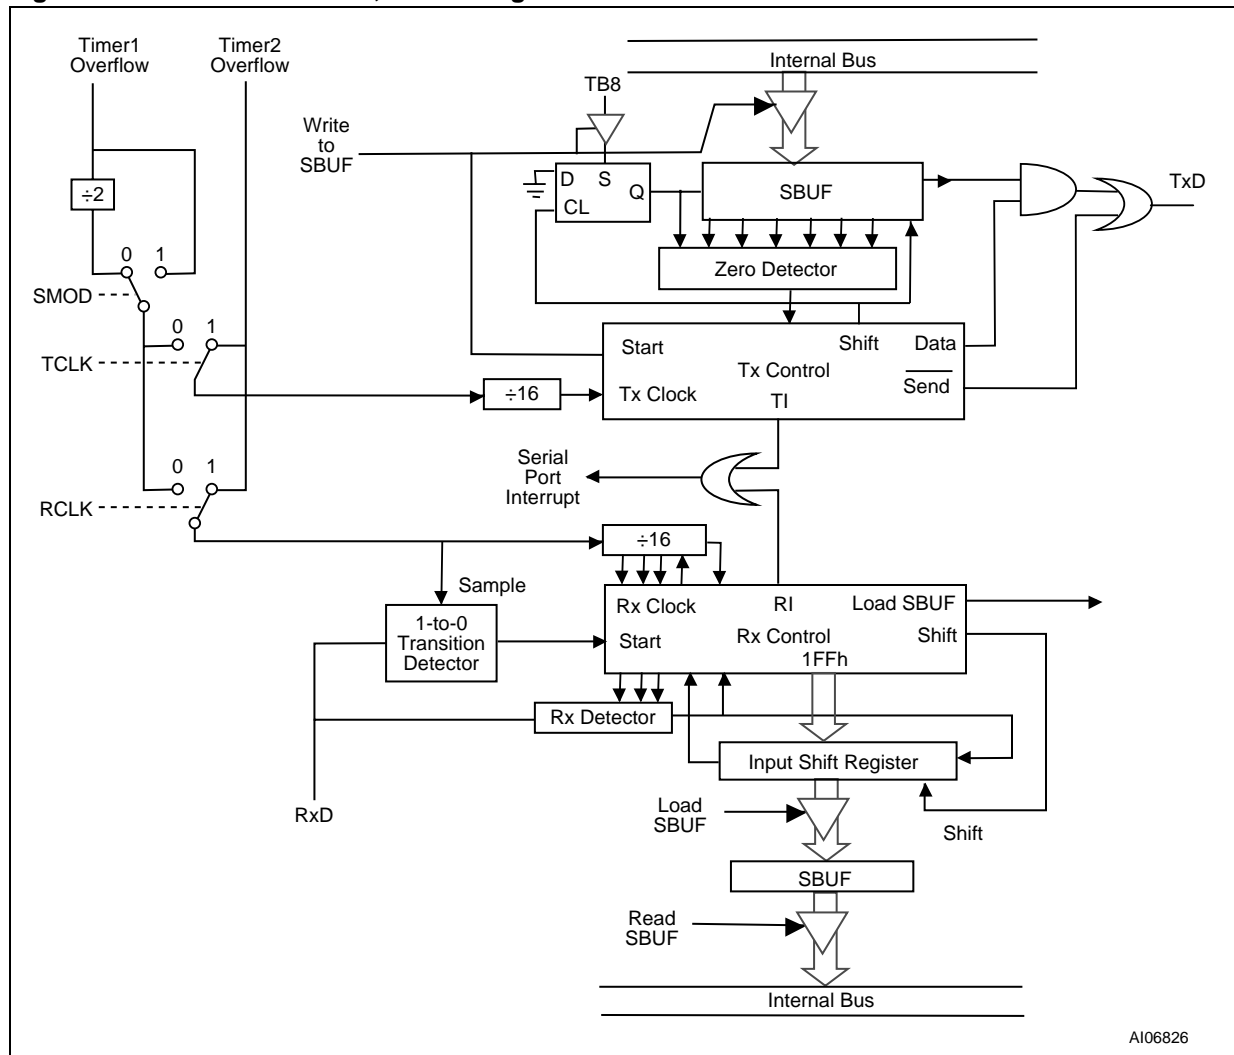 Timer1
Overflow
Timer2
Overflow
Internal Bus
TB8
Write
to
SBUF
D S
Q
CL
SBUF
TxD
÷2
Zero Detector
0 1
SMOD
0 1
TCLK
Start
Shift
Data
Tx Control
Send
Tx Clock
TI
÷16
0 1
RCLK
Serial
Port
Interrupt
÷16
Sample
1-to-0
Transition
Detector
Rx Clock
RI
Load SBUF
Start
Rx Control
Shift
1FFh
Rx Detector
Input Shift Register
RxD
Load
SBUF
Shift
SBUF
Read
SBUF
Internal Bus
AI06826